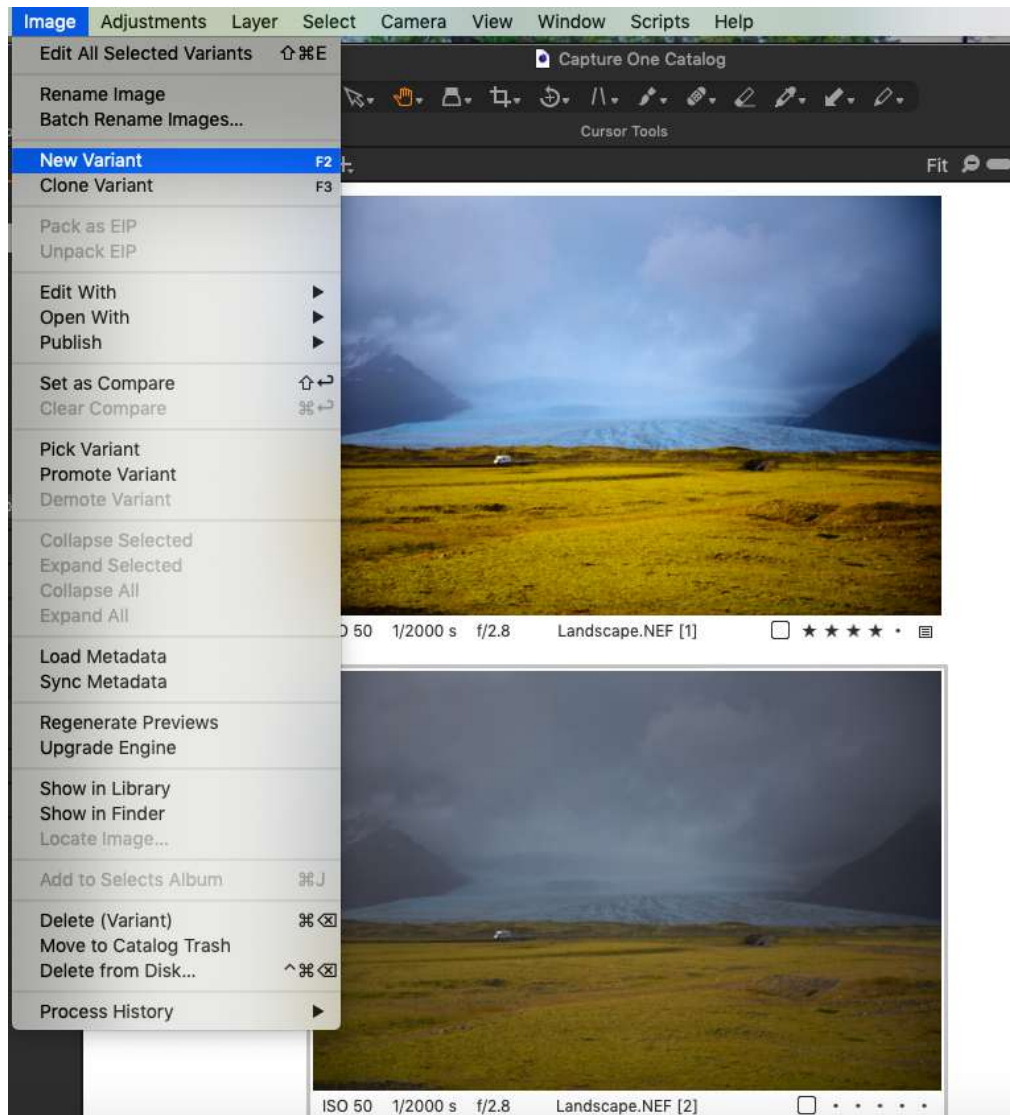 Image Adjustments Layer Select Camera View Window Scripts Help
Edit All Selected Variants ⇧⌘E
Capture One Catalog
Rename Image
Batch Rename Images...
Cursor Tools
New Variant F2
Fit
Clone Variant F3
Pack as EIP
Unpack EIP
Edit With ▶
Open With ▶
Publish ▶
Set as Compare ⇧↩
Clear Compare ⌘↩
Pick Variant
Promote Variant
Demote Variant
Collapse Selected
Expand Selected
Collapse All
Expand All
50 1/2000 s f/2.8 Landscape.NEF [1] ★★★★ •
Load Metadata
Sync Metadata
Regenerate Previews
Upgrade Engine
Show in Library
Show in Finder
Locate Image...
Add to Selects Album ⌘J
Delete (Variant) ⌘⌫
Move to Catalog Trash
Delete from Disk... ^⌘⌫
Process History ▶
ISO 50 1/2000 s f/2.8 Landscape.NEF [2] • • • • •